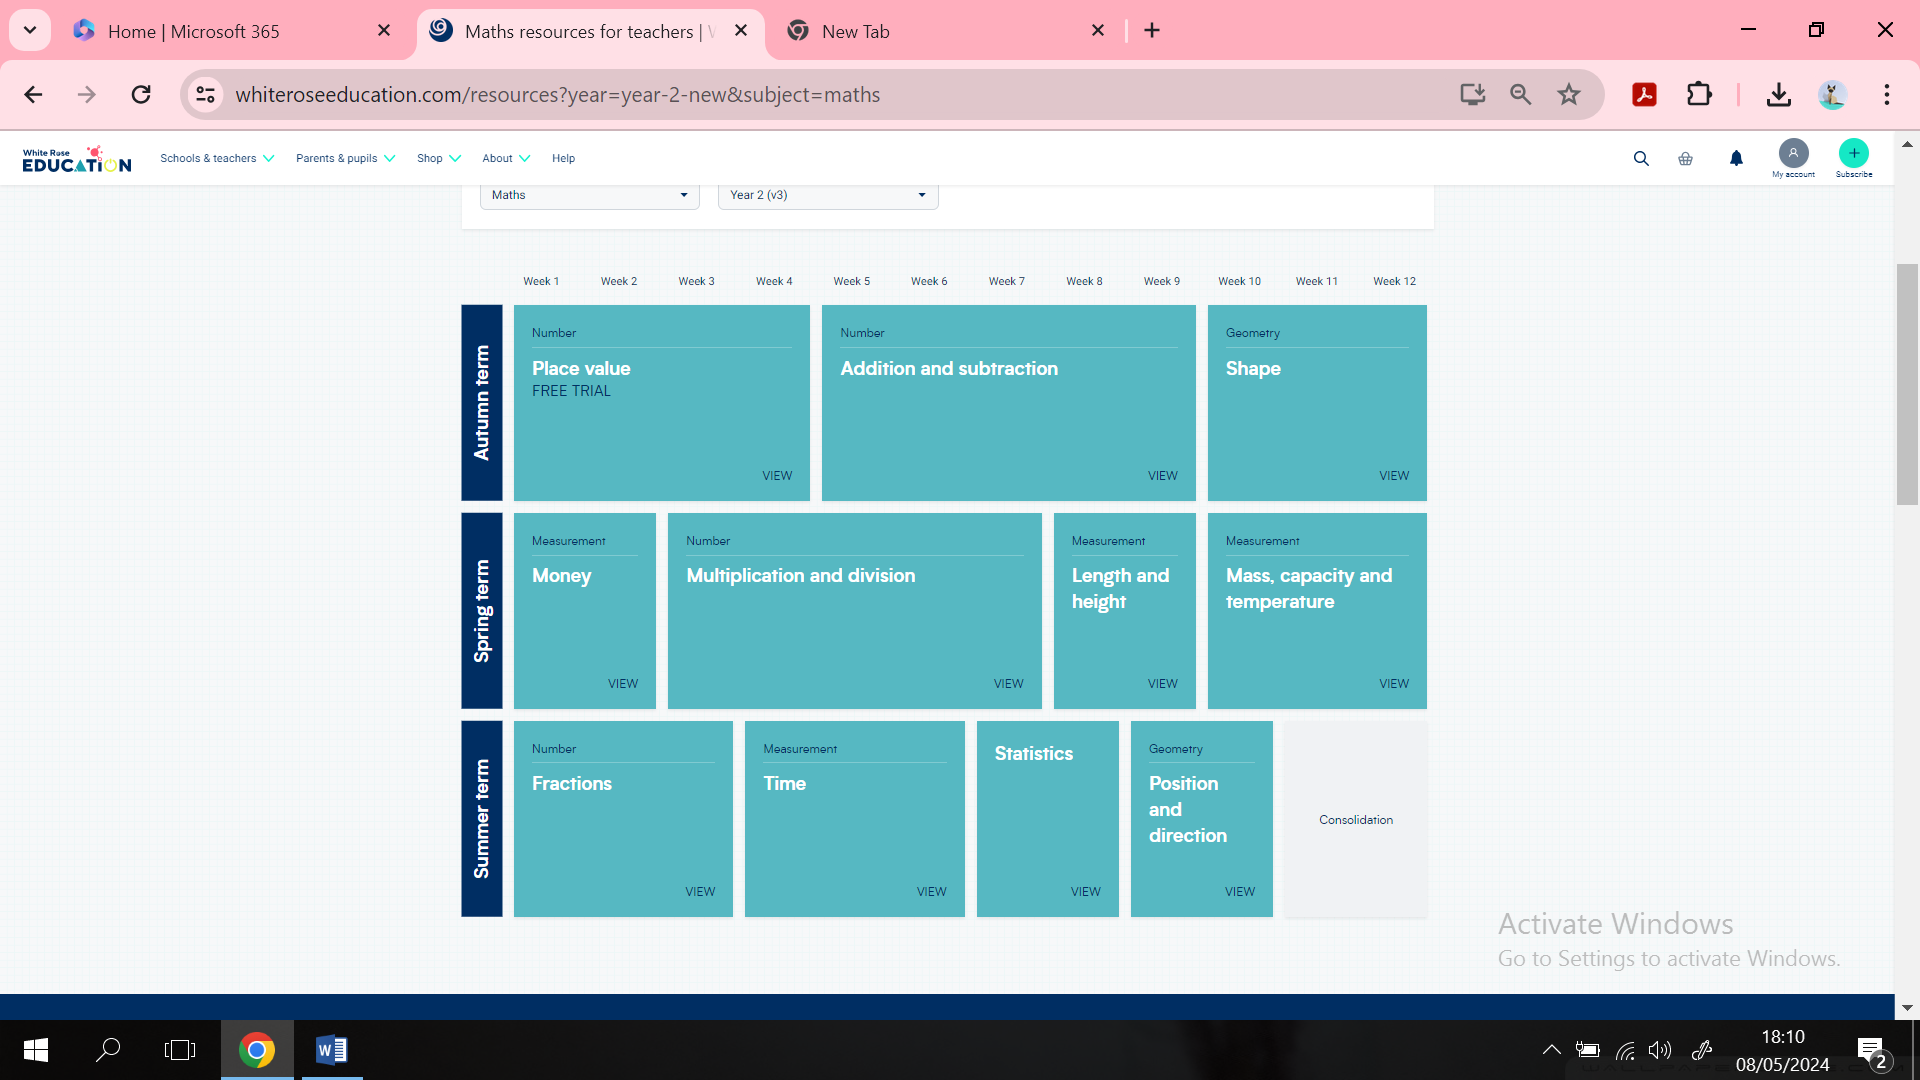 Home | Microsoft 365
Maths resources for teachers |
New Tab
whiteroseeducation.com/resources?year=year-2-new&subject=maths
White Rose
EDUCATION
Schools & teachers
Parents & pupils
Shop
About
Help
My account
Subscribe
Maths
Year 2 (v3)
Week 1 Week 2 Week 3 Week 4 Week 5 Week 6 Week 7 Week 8 Week 9 Week 10 Week 11 Week 12
Autumn term
Number
Place value
FREE TRIAL
VIEW
Number
Addition and subtraction
VIEW
Geometry
Shape
VIEW
Spring term
Measurement
Money
VIEW
Number
Multiplication and division
VIEW
Measurement
Length and
height
VIEW
Measurement
Mass, capacity and
temperature
VIEW
Summer term
Number
Fractions
VIEW
Measurement
Time
VIEW
Statistics
VIEW
Geometry
Position
and
direction
VIEW
Consolidation
Activate Windows
Go to Settings to activate Windows.
W
18:10
08/05/2024
2